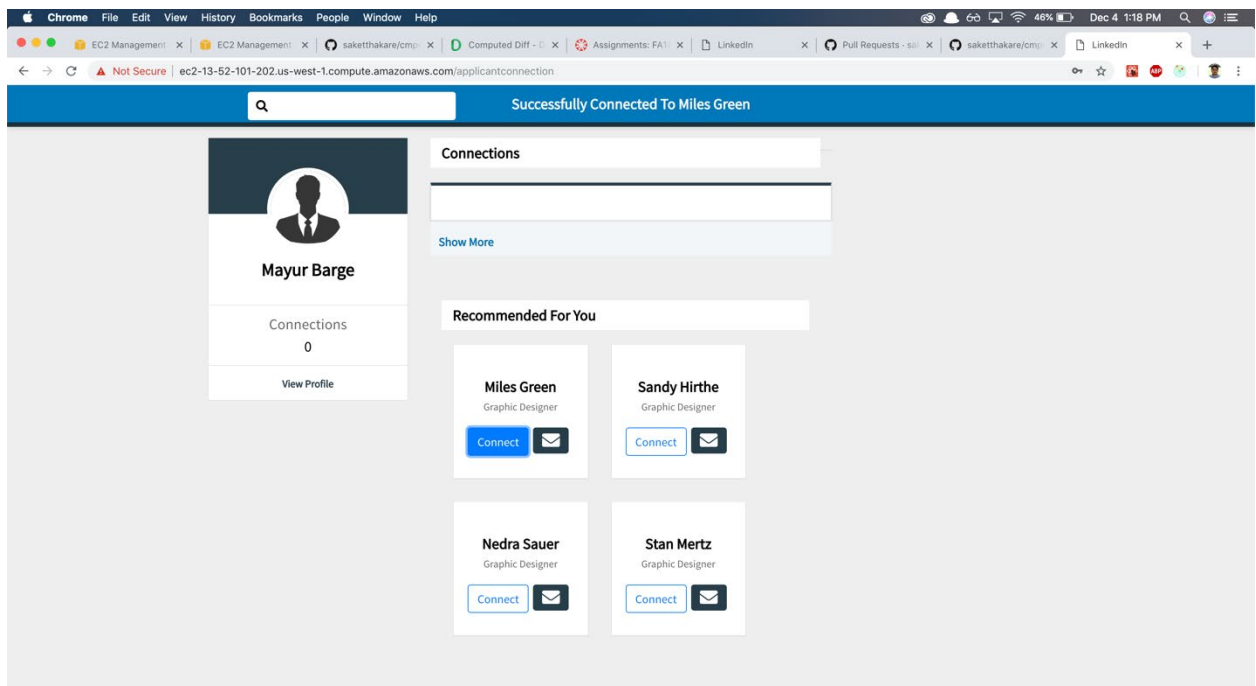 Chrome File Edit View History Bookmarks People Window Help 46% Dec 4 1:18 PM
EC2 Management EC2 Management saketthakare/cmp Computed Diff - D Assignments: FA1 LinkedIn Pull Requests - sak saketthakare/cmp LinkedIn
Not Secure ec2-13-52-101-202.us-west-1.compute.amazonaws.com/applicantconnection
Successfully Connected To Miles Green
Connections
Show More
Mayur Barge
Connections
0
View Profile
Recommended For You
Miles Green Sandy Hirthe
Graphic Designer Graphic Designer
Connect Connect
Nedra Sauer Stan Mertz
Graphic Designer Graphic Designer
Connect Connect